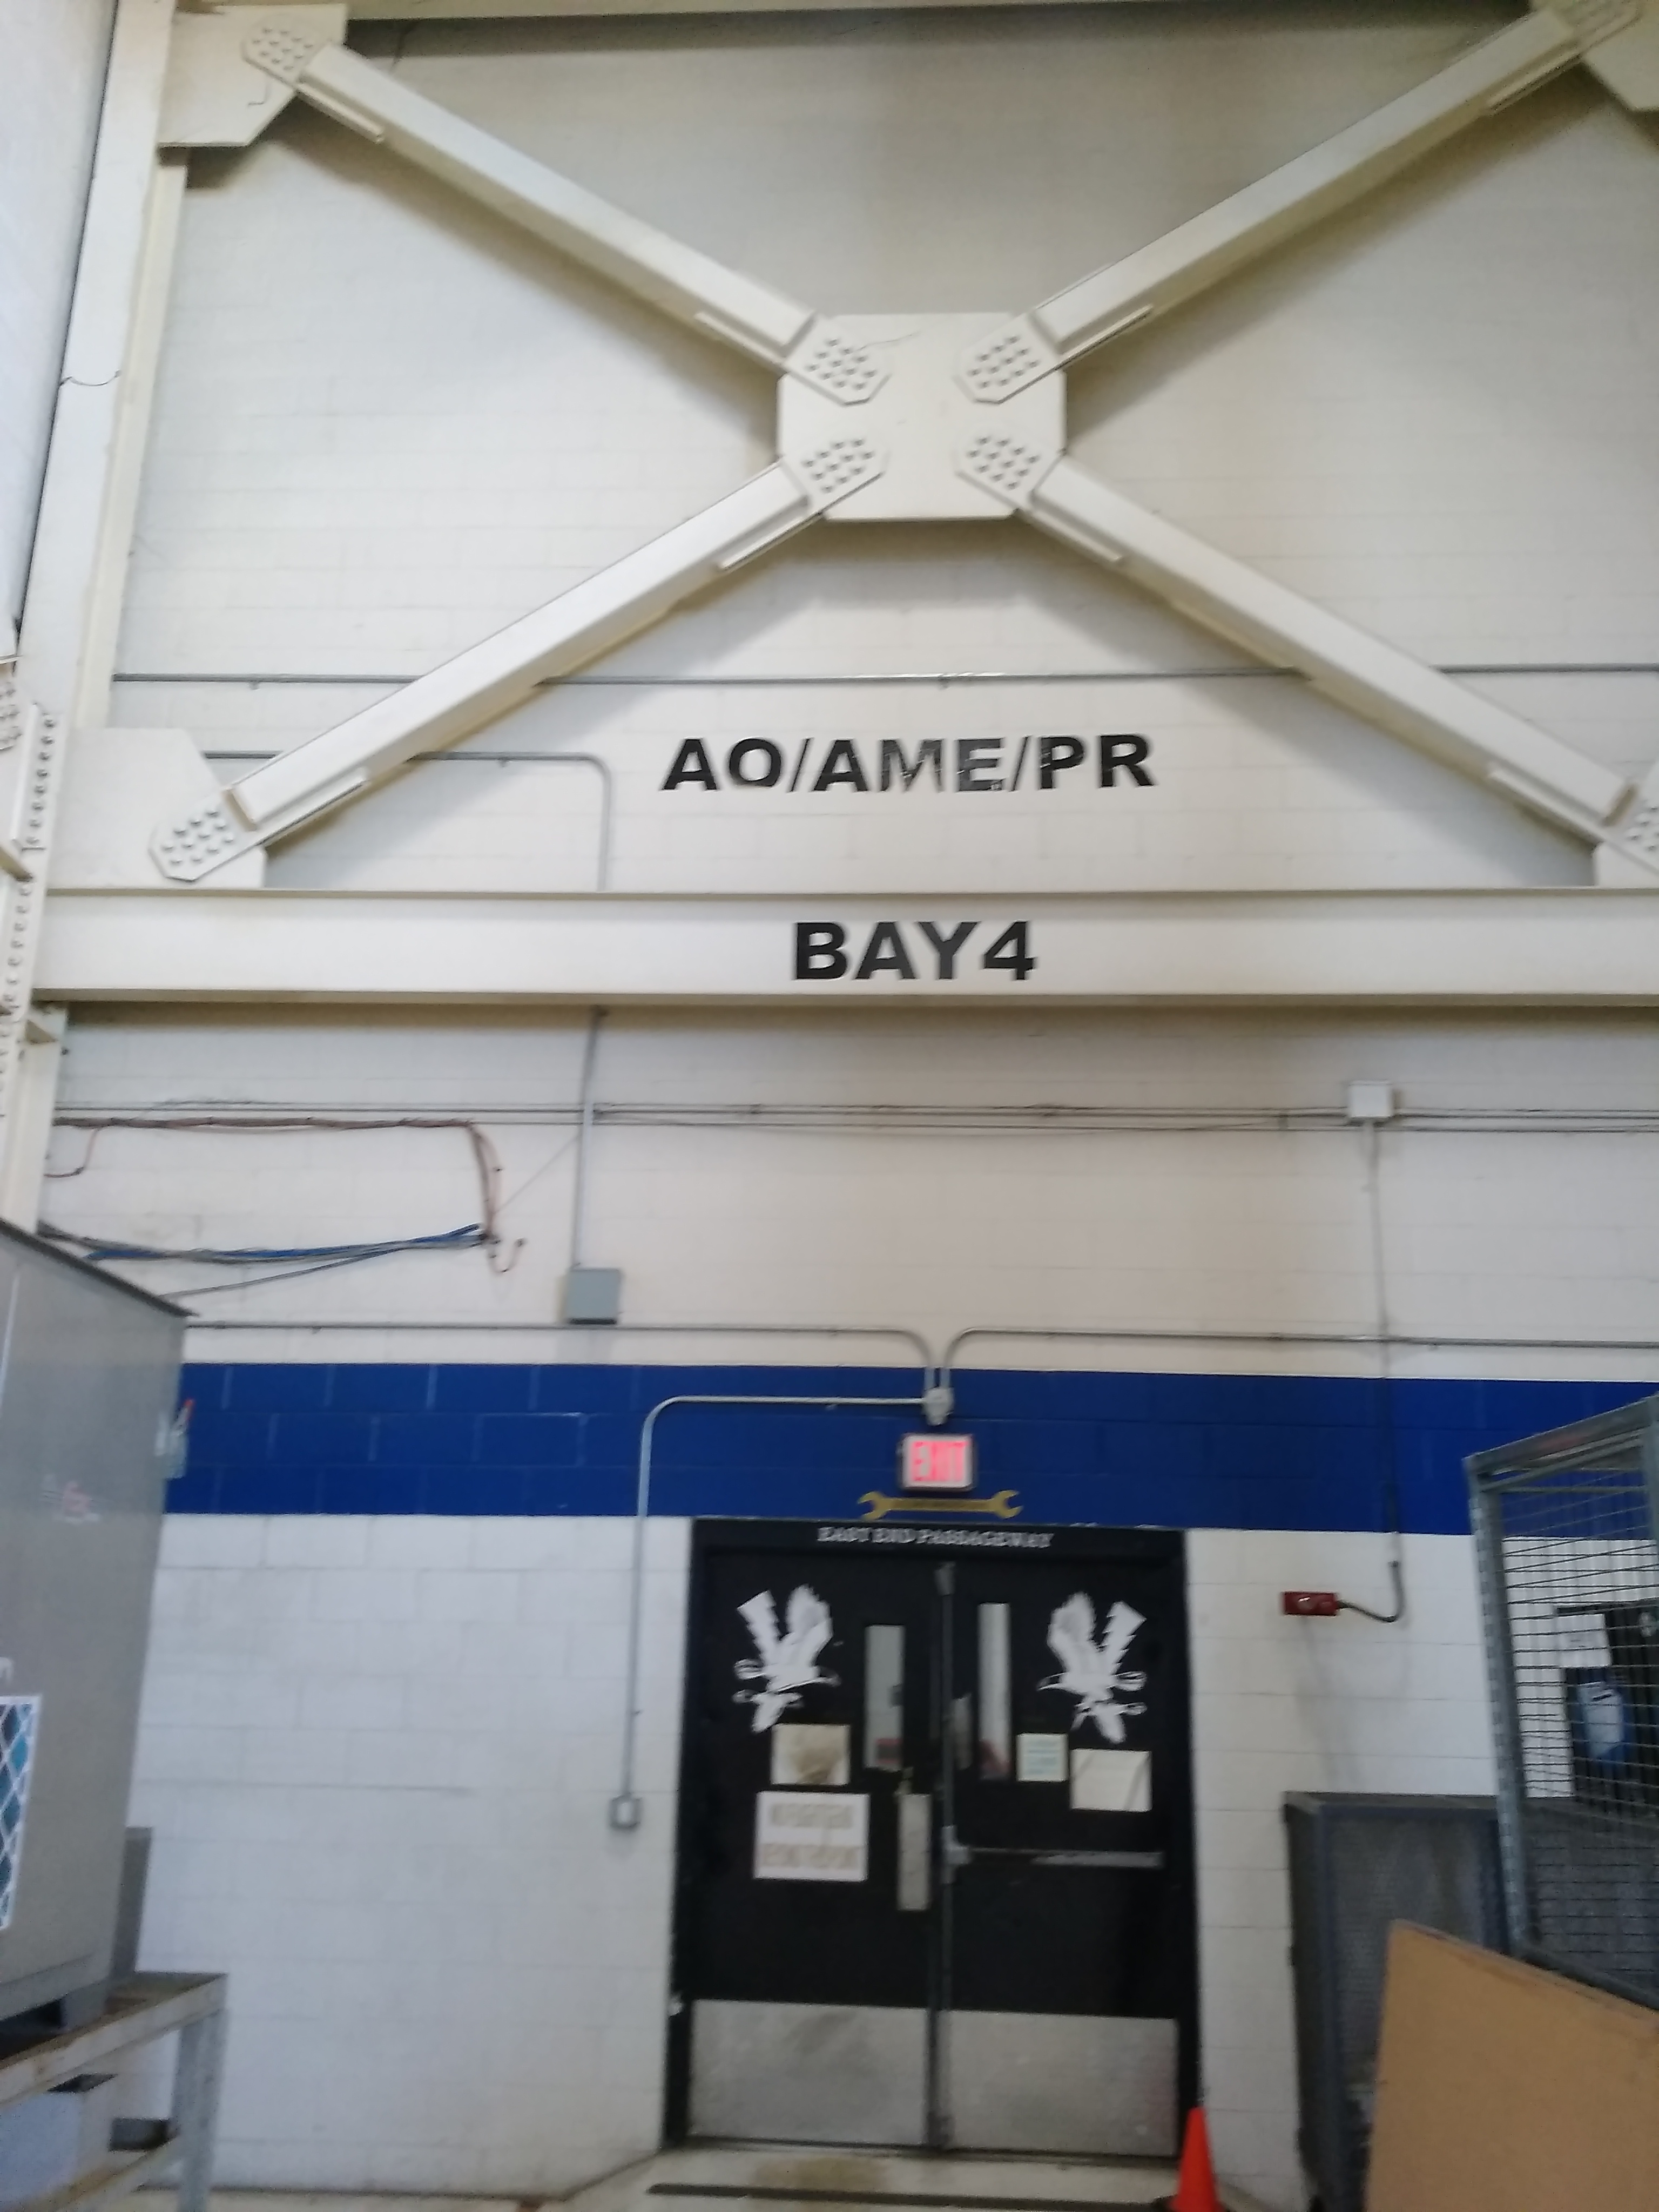 AO/AME/PR
BAY4
EXIT
EAST END PASSAGEWAY